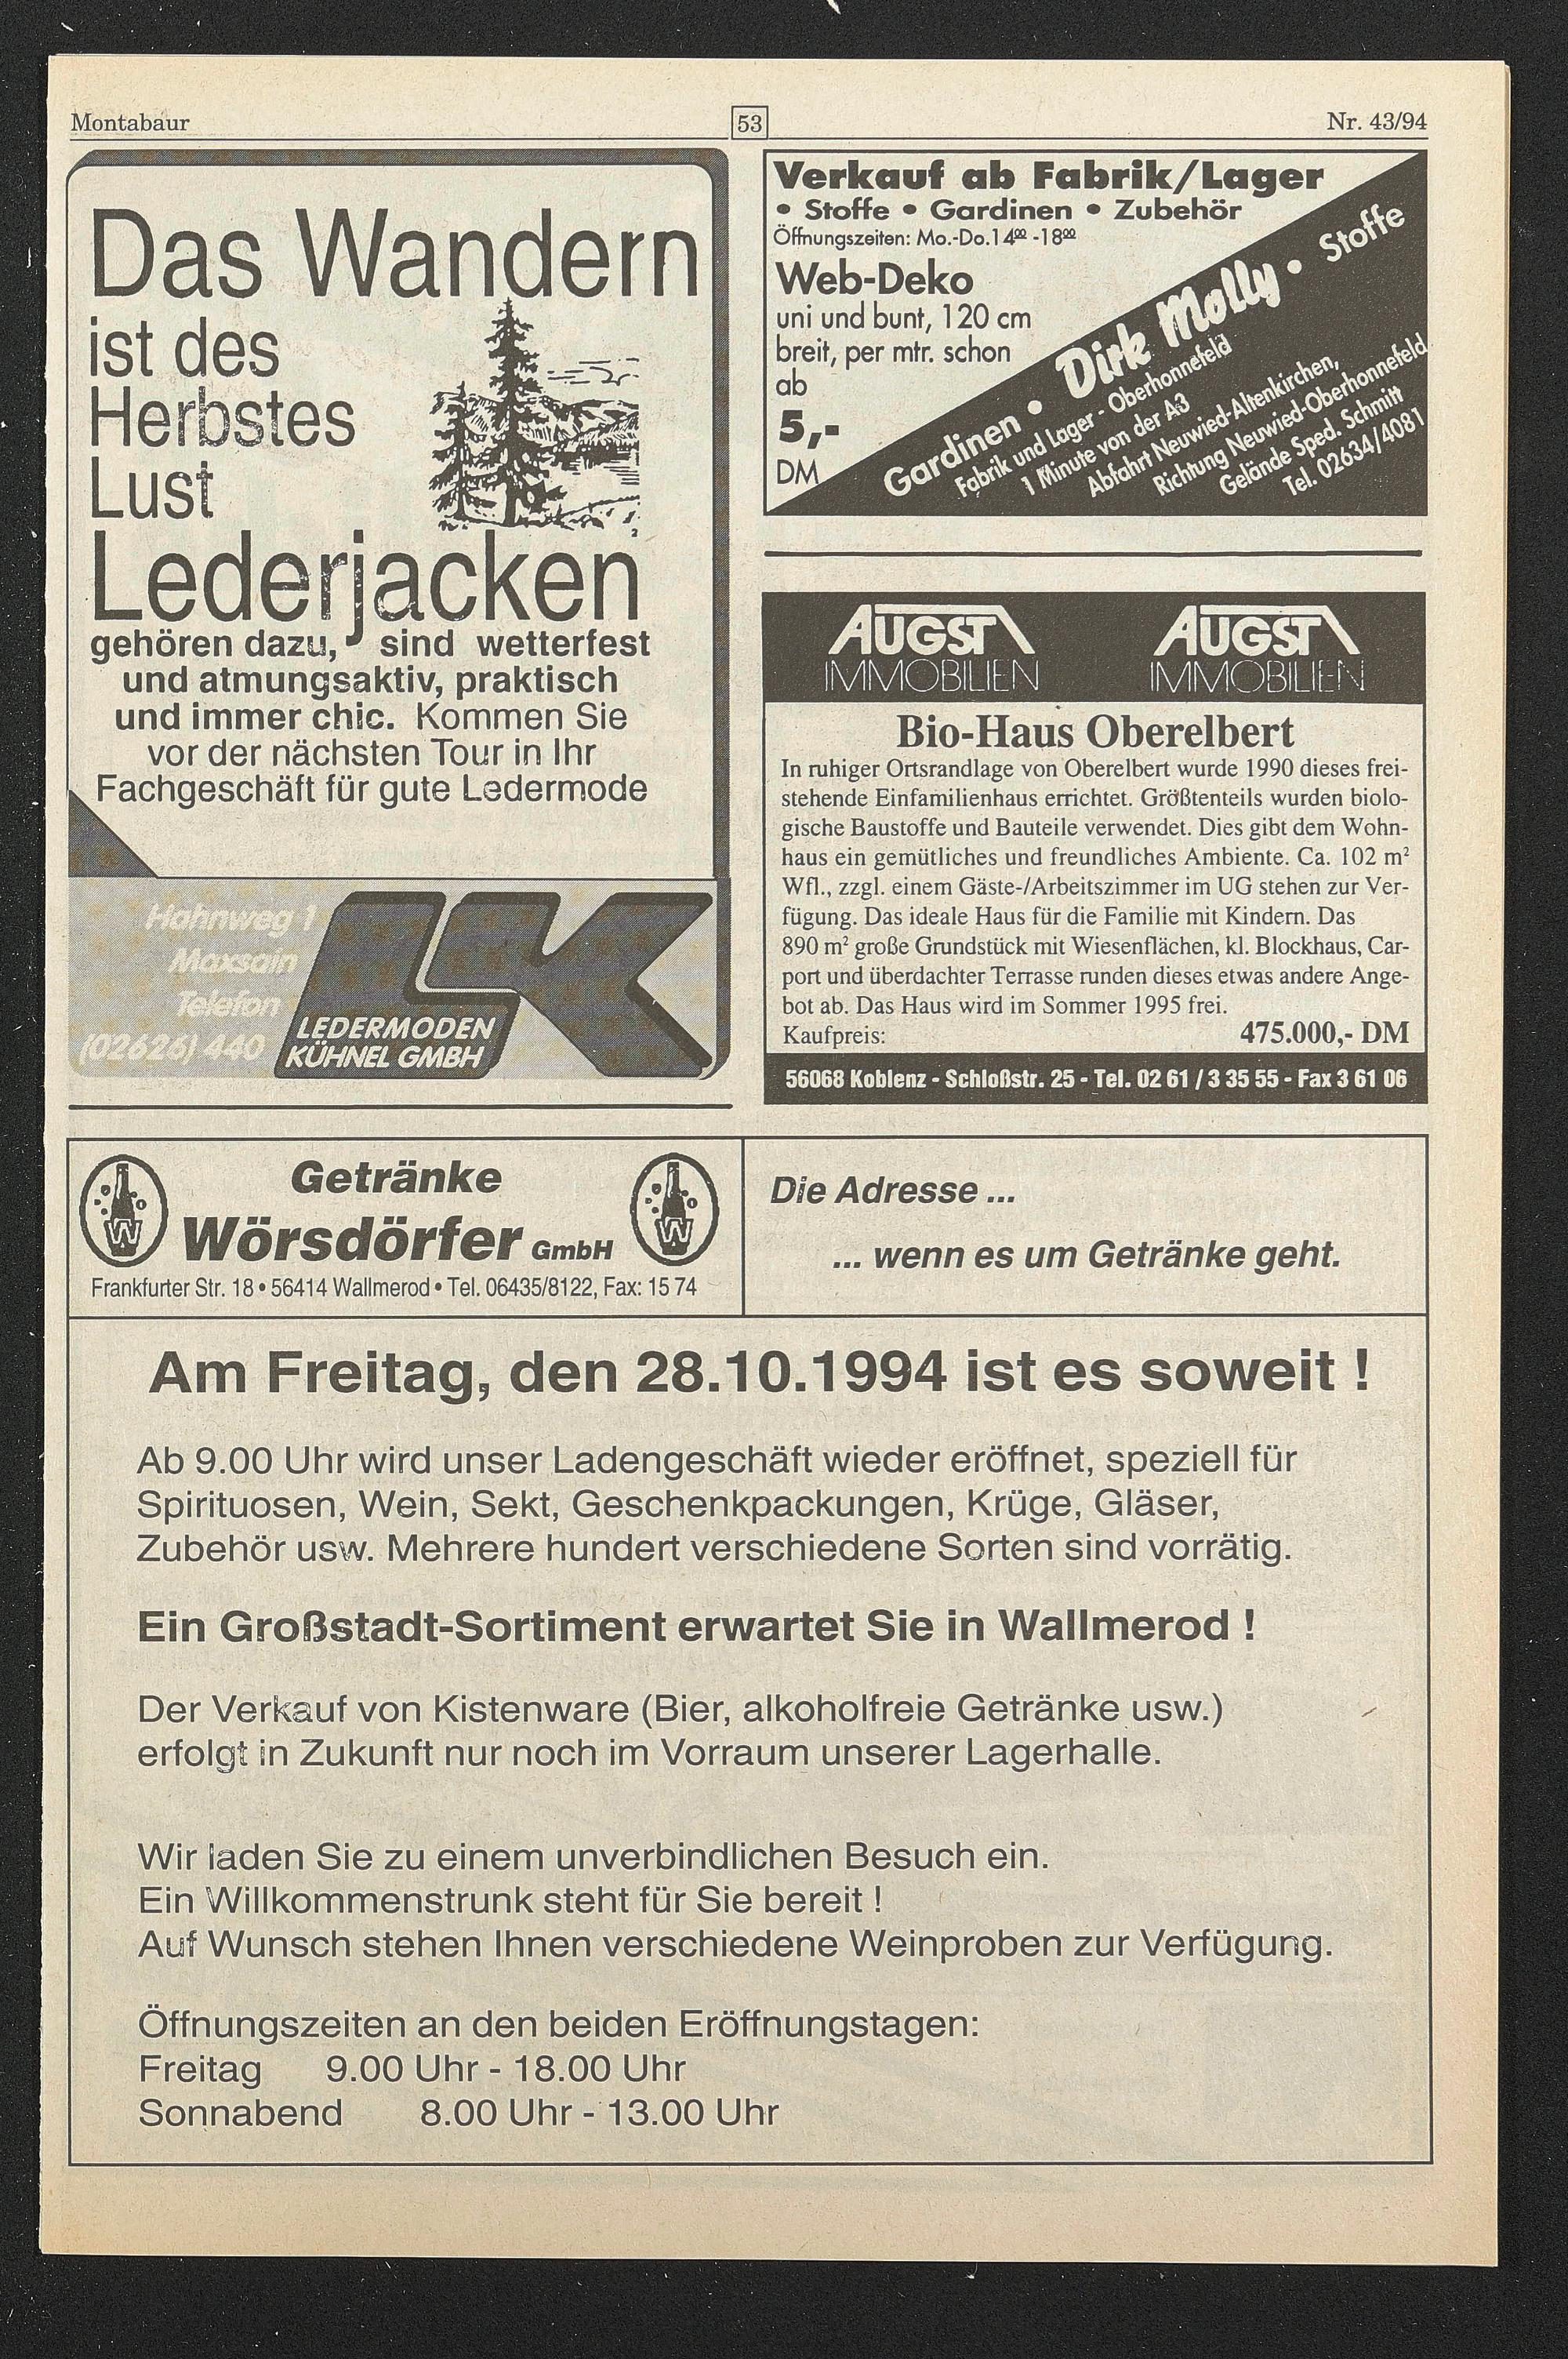 Montabaur
53
Nr. 43/94
Das Wandern
ist des
Herbstes
Lust
Lederjacken
gehören dazu, sind wetterfest
und atmungsaktiv, praktisch
und immer chic. Kommen Sie
vor der nächsten Tour in Ihr
Fachgeschäft für gute Ledermode
Hahnweg 1
Maxsain
Telefon
(02626) 440
LK
LEDERMODEN
KÜHNEL GMBH
Verkauf ab Fabrik/Lager
• Stoffe • Gardinen • Zubehör
Öffnungszeiten: Mo.-Do.14⁰⁰ -18⁰⁰
Web-Deko
uni und bunt, 120 cm
breit, per mtr. schon
ab
5,-
DM
Gardinen • Dirk Molly • Stoffe
Fabrik und Lager - Oberhonnefeld
1 Minute von der A3
Abfahrt Neuwied-Altenkirchen,
Richtung Neuwied-Oberhonnefeld
Gelände Sped. Schmitt
Tel. 02634/4081
AUGST AUGST
IMMOBILIEN IMMOBILIEN
Bio-Haus Oberelbert
In ruhiger Ortsrandlage von Oberelbert wurde 1990 dieses frei-
stehende Einfamilienhaus errichtet. Größtenteils wurden biolo-
gische Baustoffe und Bauteile verwendet. Dies gibt dem Wohn-
haus ein gemütliches und freundliches Ambiente. Ca. 102 m²
Wfl., zzgl. einem Gäste-/Arbeitszimmer im UG stehen zur Ver-
fügung. Das ideale Haus für die Familie mit Kindern. Das
890 m² große Grundstück mit Wiesenflächen, kl. Blockhaus, Car-
port und überdachter Terrasse runden dieses etwas andere Ange-
bot ab. Das Haus wird im Sommer 1995 frei.
Kaufpreis: 475.000,- DM
56068 Koblenz - Schloßstr. 25 - Tel. 02 61 / 3 35 55 - Fax 3 61 06
Getränke
Wörsdörfer GmbH
W
W
Frankfurter Str. 18 • 56414 Wallmerod • Tel. 06435/8122, Fax: 15 74
Die Adresse ...
... wenn es um Getränke geht.
Am Freitag, den 28.10.1994 ist es soweit !
Ab 9.00 Uhr wird unser Ladengeschäft wieder eröffnet, speziell für
Spirituosen, Wein, Sekt, Geschenkpackungen, Krüge, Gläser,
Zubehör usw. Mehrere hundert verschiedene Sorten sind vorrätig.
Ein Großstadt-Sortiment erwartet Sie in Wallmerod !
Der Verkauf von Kistenware (Bier, alkoholfreie Getränke usw.)
erfolgt in Zukunft nur noch im Vorraum unserer Lagerhalle.
Wir laden Sie zu einem unverbindlichen Besuch ein.
Ein Willkommenstrunk steht für Sie bereit !
Auf Wunsch stehen Ihnen verschiedene Weinproben zur Verfügung.
Öffnungszeiten an den beiden Eröffnungstagen:
Freitag 9.00 Uhr - 18.00 Uhr
Sonnabend 8.00 Uhr - 13.00 Uhr